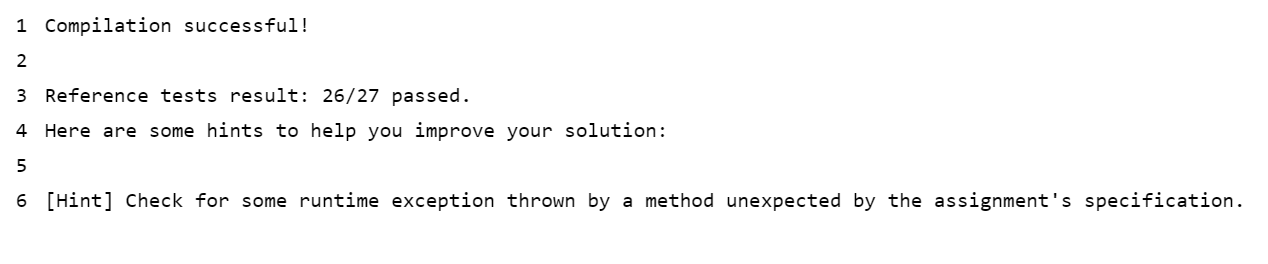 1 Compilation successful!
2
3 Reference tests result: 26/27 passed.
4 Here are some hints to help you improve your solution:
5
6 [Hint] Check for some runtime exception thrown by a method unexpected by the assignment's specification.